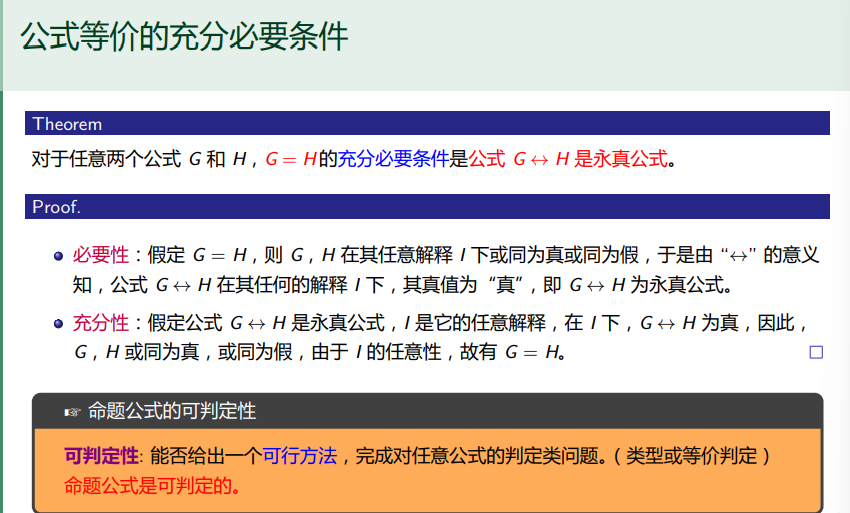 公式等价的充分必要条件
Theorem
对于任意两个公式 G 和 H，G = H的充分必要条件是公式 G ↔ H 是永真公式。
Proof.
必要性：假定 G = H，则 G，H 在其任意解释 I 下或同为真或同为假，于是由 “↔” 的意义
知，公式 G ↔ H 在其任何的解释 I 下，其真值为“真”，即 G ↔ H 为永真公式。
充分性：假定公式 G ↔ H 是永真公式，I 是它的任意解释，在 I 下，G ↔ H 为真，因此，
G，H 或同为真，或同为假，由于 I 的任意性，故有 G = H。 □
☞ 命题公式的可判定性
可判定性: 能否给出一个可行方法，完成对任意公式的判定类问题。（类型或等价判定）
命题公式是可判定的。